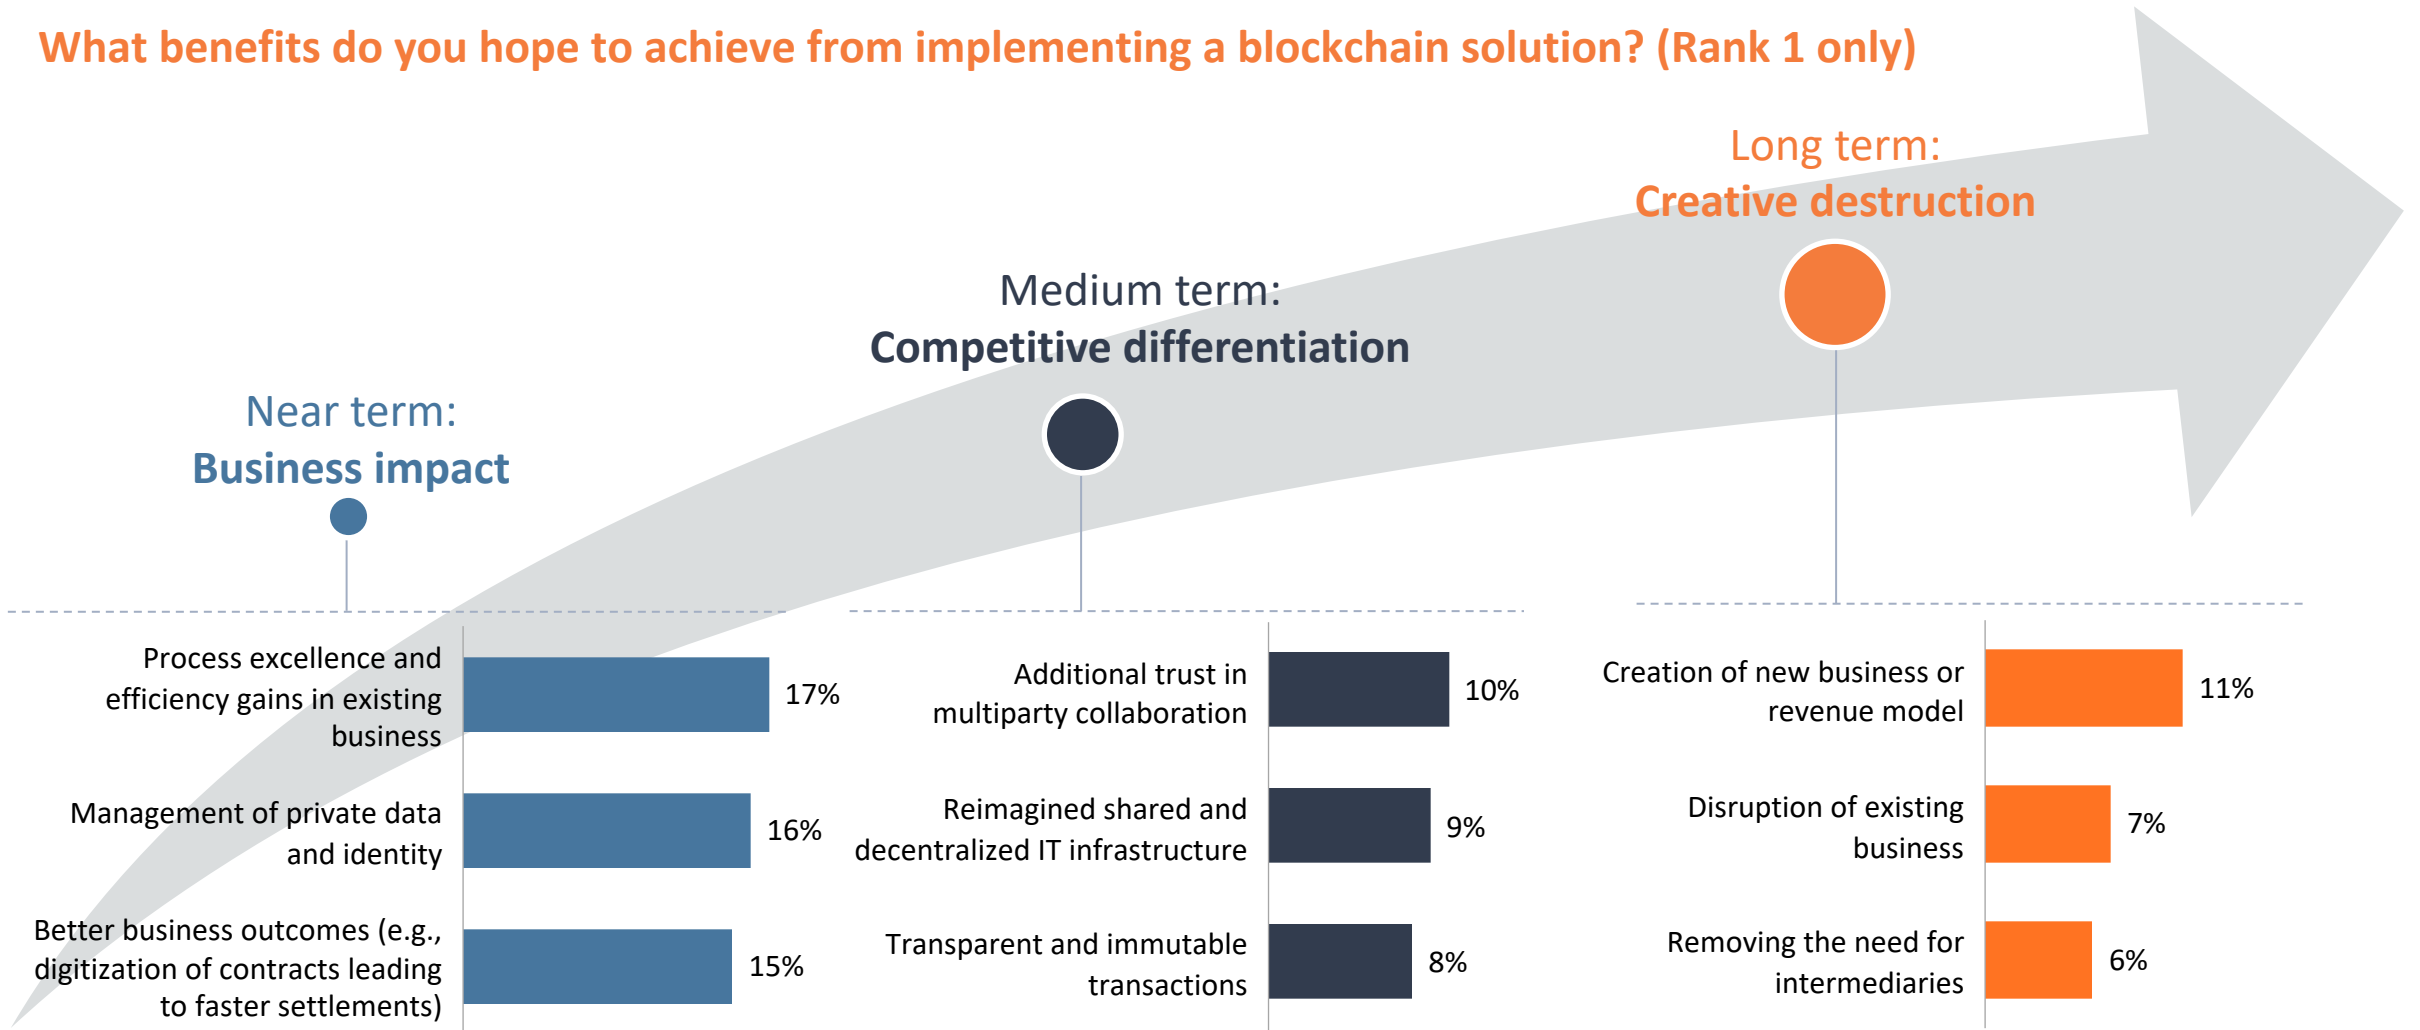 What benefits do you hope to achieve from implementing a blockchain solution? (Rank 1 only)
Near term:
Business impact
Process excellence and
efficiency gains in existing
business
17%
Management of private data
and identity
16%
Better business outcomes (e.g.,
digitization of contracts leading
to faster settlements)
15%
Medium term:
Competitive differentiation
Additional trust in
multiparty collaboration
10%
Reimagined shared and
decentralized IT infrastructure
9%
Transparent and immutable
transactions
8%
Long term:
Creative destruction
Creation of new business or
revenue model
11%
Disruption of existing
business
7%
Removing the need for
intermediaries
6%